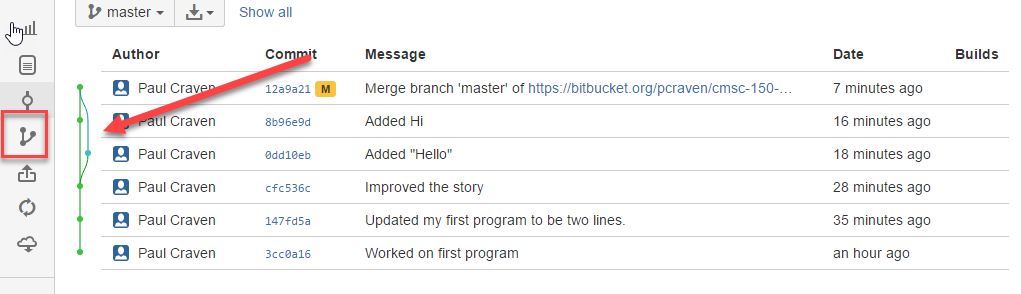 master Show all
Author Commit Message Date Builds
Paul Craven 12a9a21 M Merge branch 'master' of https://bitbucket.org/pcraven/cmsc-150-... 7 minutes ago
Paul Craven 8b96e9d Added Hi 16 minutes ago
Paul Craven 0dd10eb Added "Hello" 18 minutes ago
Paul Craven cfc536c Improved the story 28 minutes ago
Paul Craven 147fd5a Updated my first program to be two lines. 35 minutes ago
Paul Craven 3cc0a16 Worked on first program an hour ago